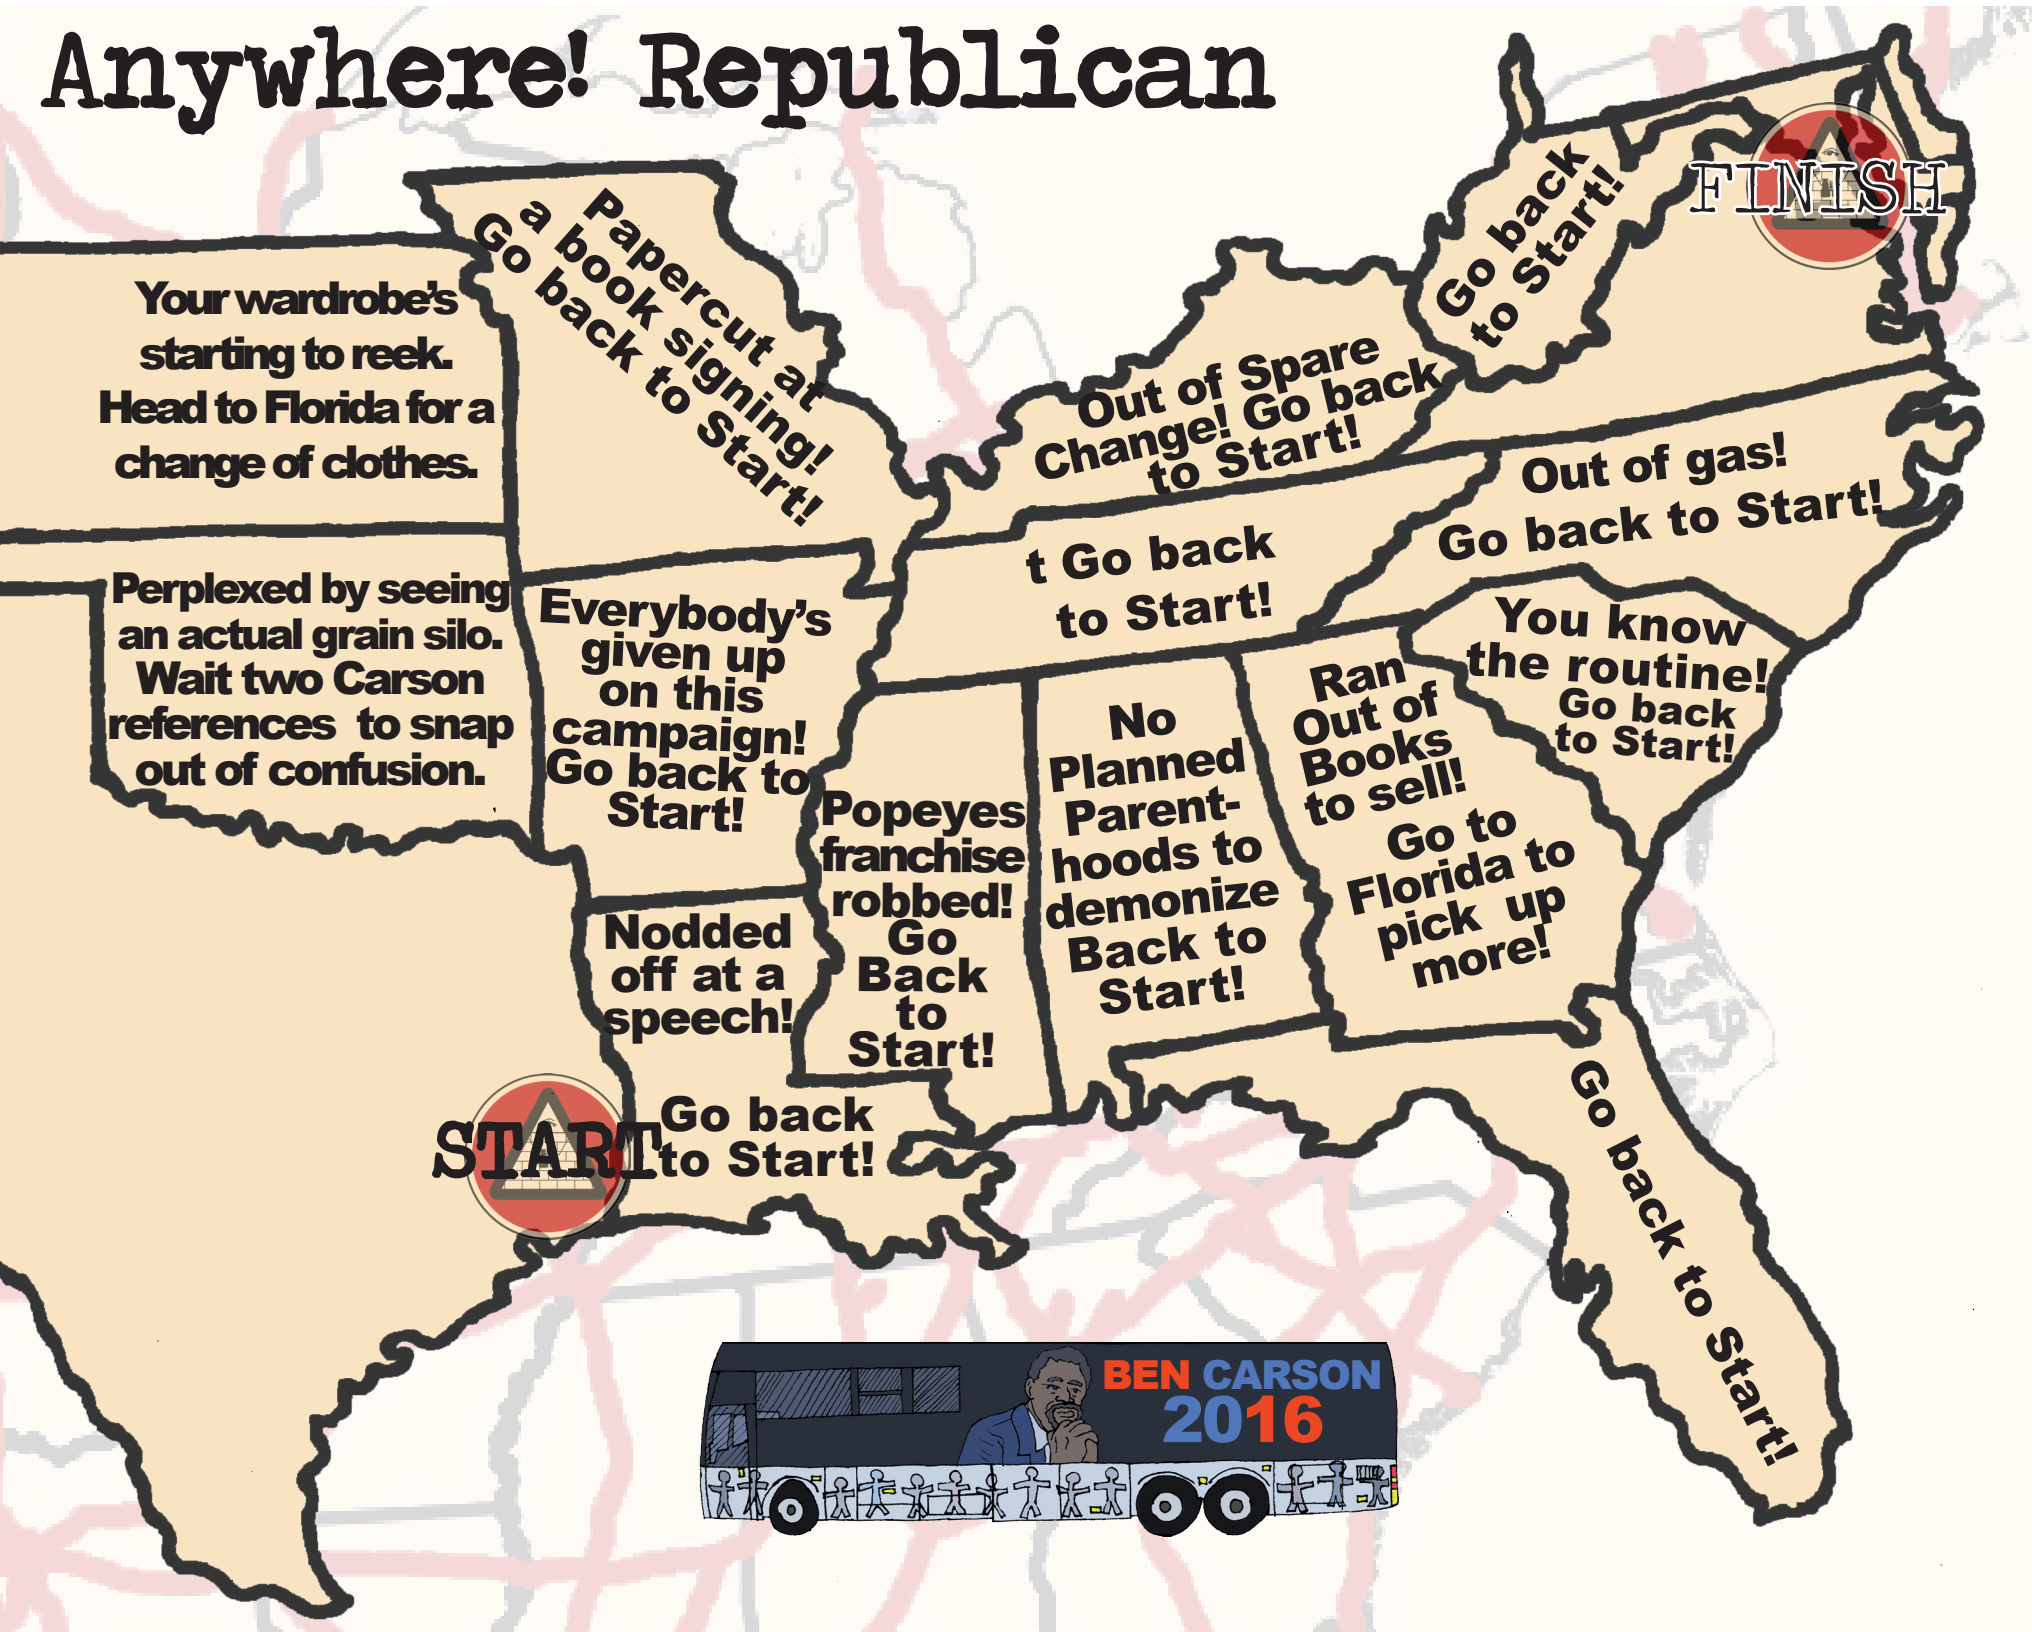 Anywhere! Republican
FINISH
Go back
to Start!
Papercut at
a book signing!
Go back to Start!
Your wardrobe's
starting to reek.
Head to Florida for a
change of clothes.
Out of Spare
Change! Go back
to Start!
Out of gas!
Go back to Start!
t Go back
to Start!
Perplexed by seeing
an actual grain silo.
Wait two Carson
references to snap
out of confusion.
Everybody's
given up
on this
campaign!
Go back to
Start!
You know
the routine!
Go back
to Start!
Ran
Out of
Books
to sell!
Go to
Florida to
pick up
more!
No
Planned
Parent-
hoods to
demonize
Back to
Start!
Popeyes
franchise
robbed!
Go
Back
to
Start!
Nodded
off at a
speech!
Go back
to Start!
START
Go back to Start!
BEN CARSON
2016